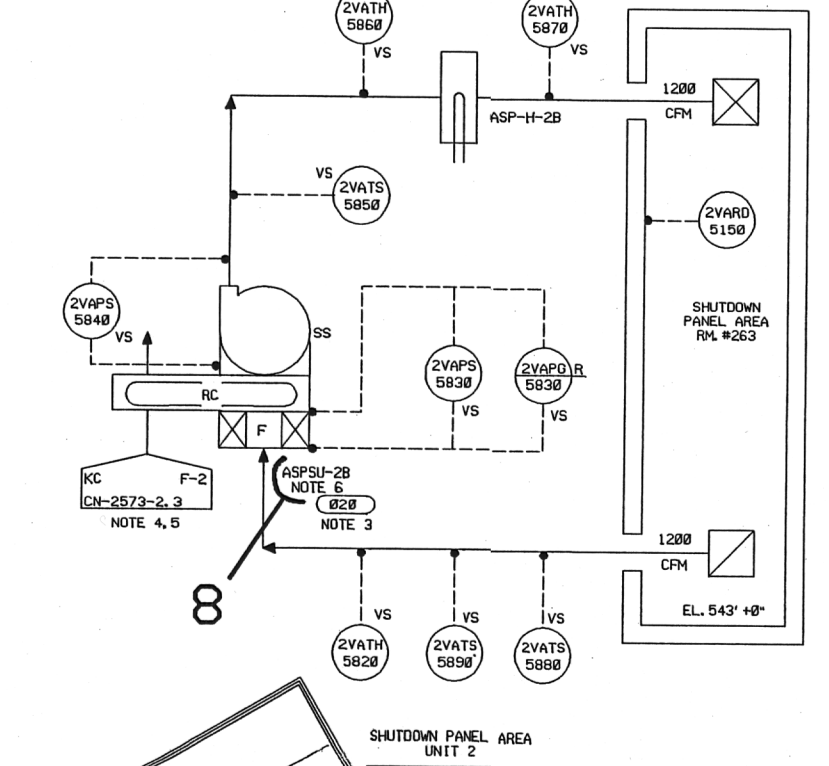 2VATH
5860
VS
2VATH
5870
VS
1200
CFM
ASP-H-2B
VS
2VATS
5850
2VARD
5150
2VAPS
5840
VS
SS
SHUTDOWN
PANEL AREA
RM. #263
2VAPS
5830
VS
2VAPG R
5830
VS
RC
F
KC F-2
CN-2573-2.3
NOTE 4,5
ASPSU-2B
NOTE 6
020
NOTE 3
8
1200
CFM
EL. 543' +0"
VS
2VATH
5820
VS
2VATS
5890
VS
2VATS
5880
SHUTDOWN PANEL AREA
UNIT 2